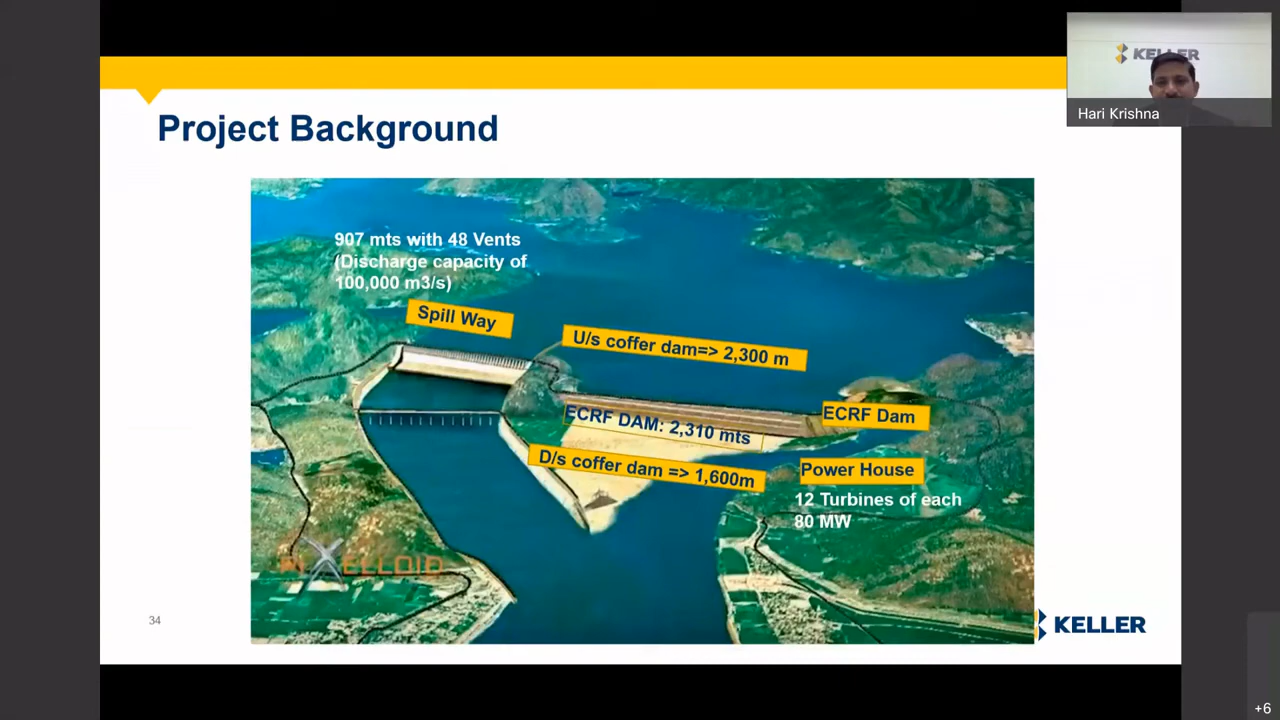 KELLER
Hari Krishna
Project Background
907 mts with 48 Vents
(Discharge capacity of
100,000 m3/s)
Spill Way
U/s coffer dam=> 2,300 m
ECRF DAM: 2,310 mts
ECRF Dam
D/s coffer dam => 1,600m
Power House
12 Turbines of each
80 MW
PIXELLOID
34
KELLER
+6